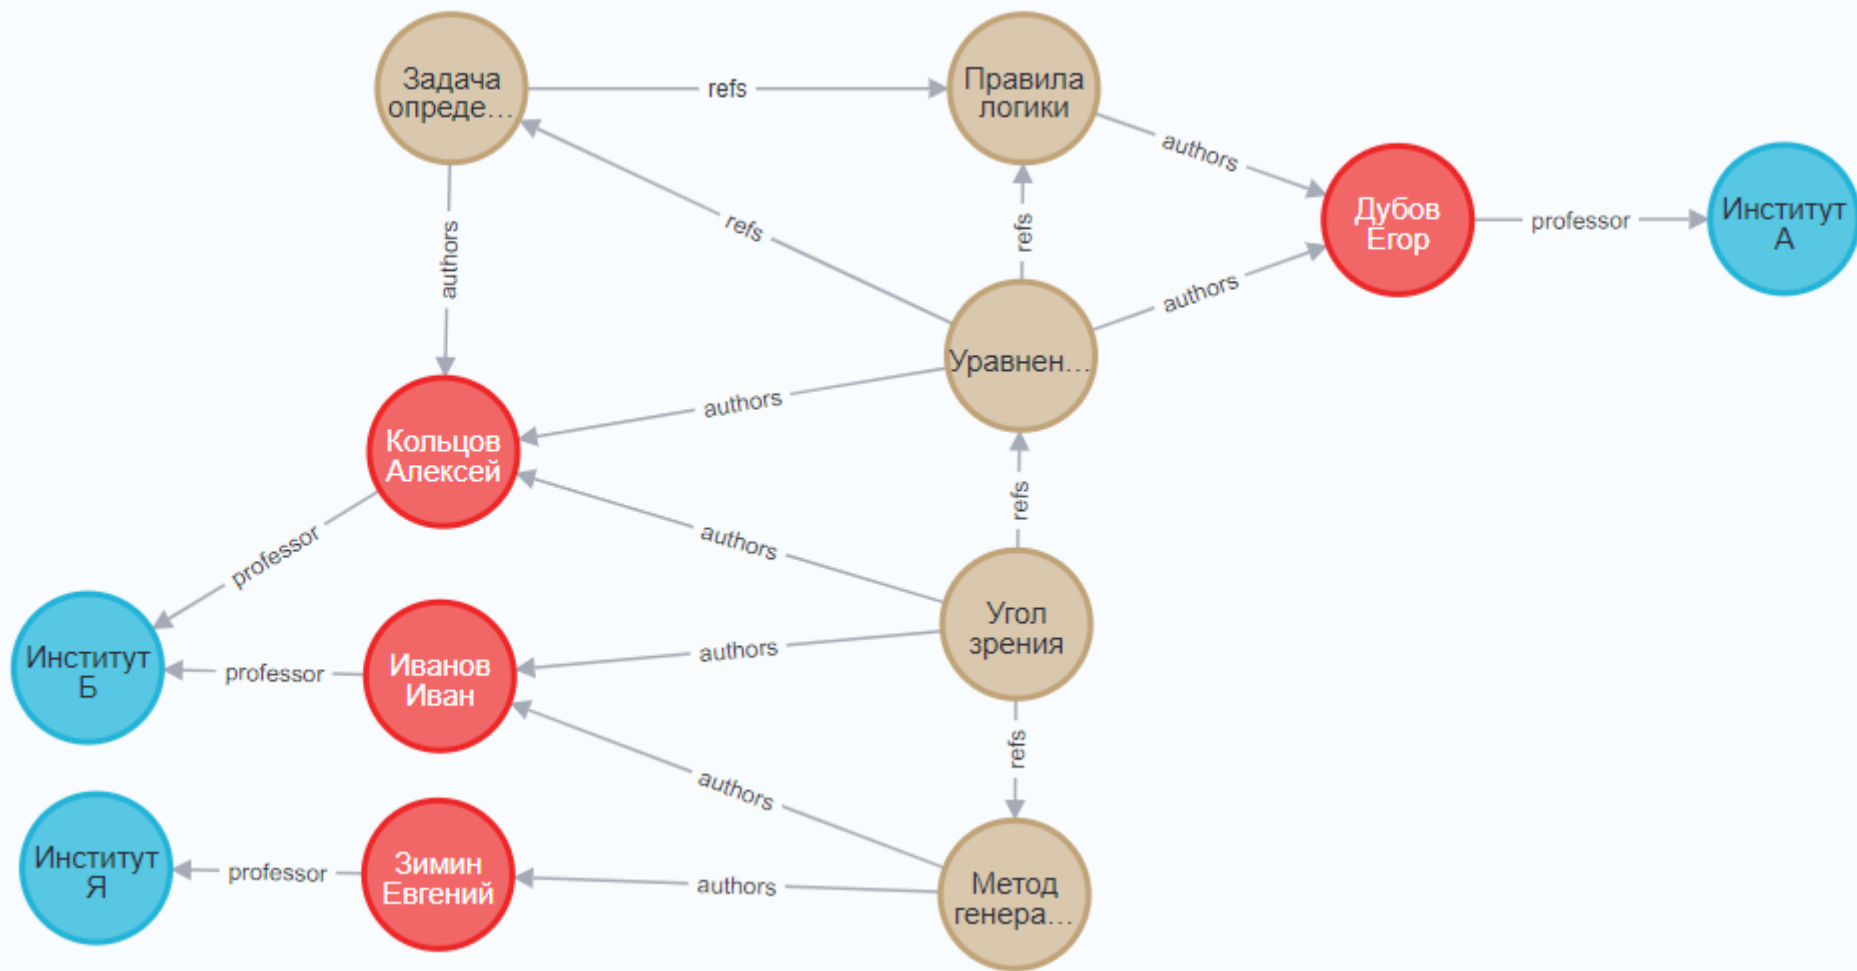 Задача
опреде...
refs
Правила
логики
authors
Дубов
Егор
professor
Институт
А
authors
refs
refs
authors
Уравнен...
authors
Кольцов
Алексей
refs
authors
professor
Институт
Б
professor
Иванов
Иван
authors
Угол
зрения
refs
authors
Институт
Я
professor
Зимин
Евгений
authors
Метод
генера...